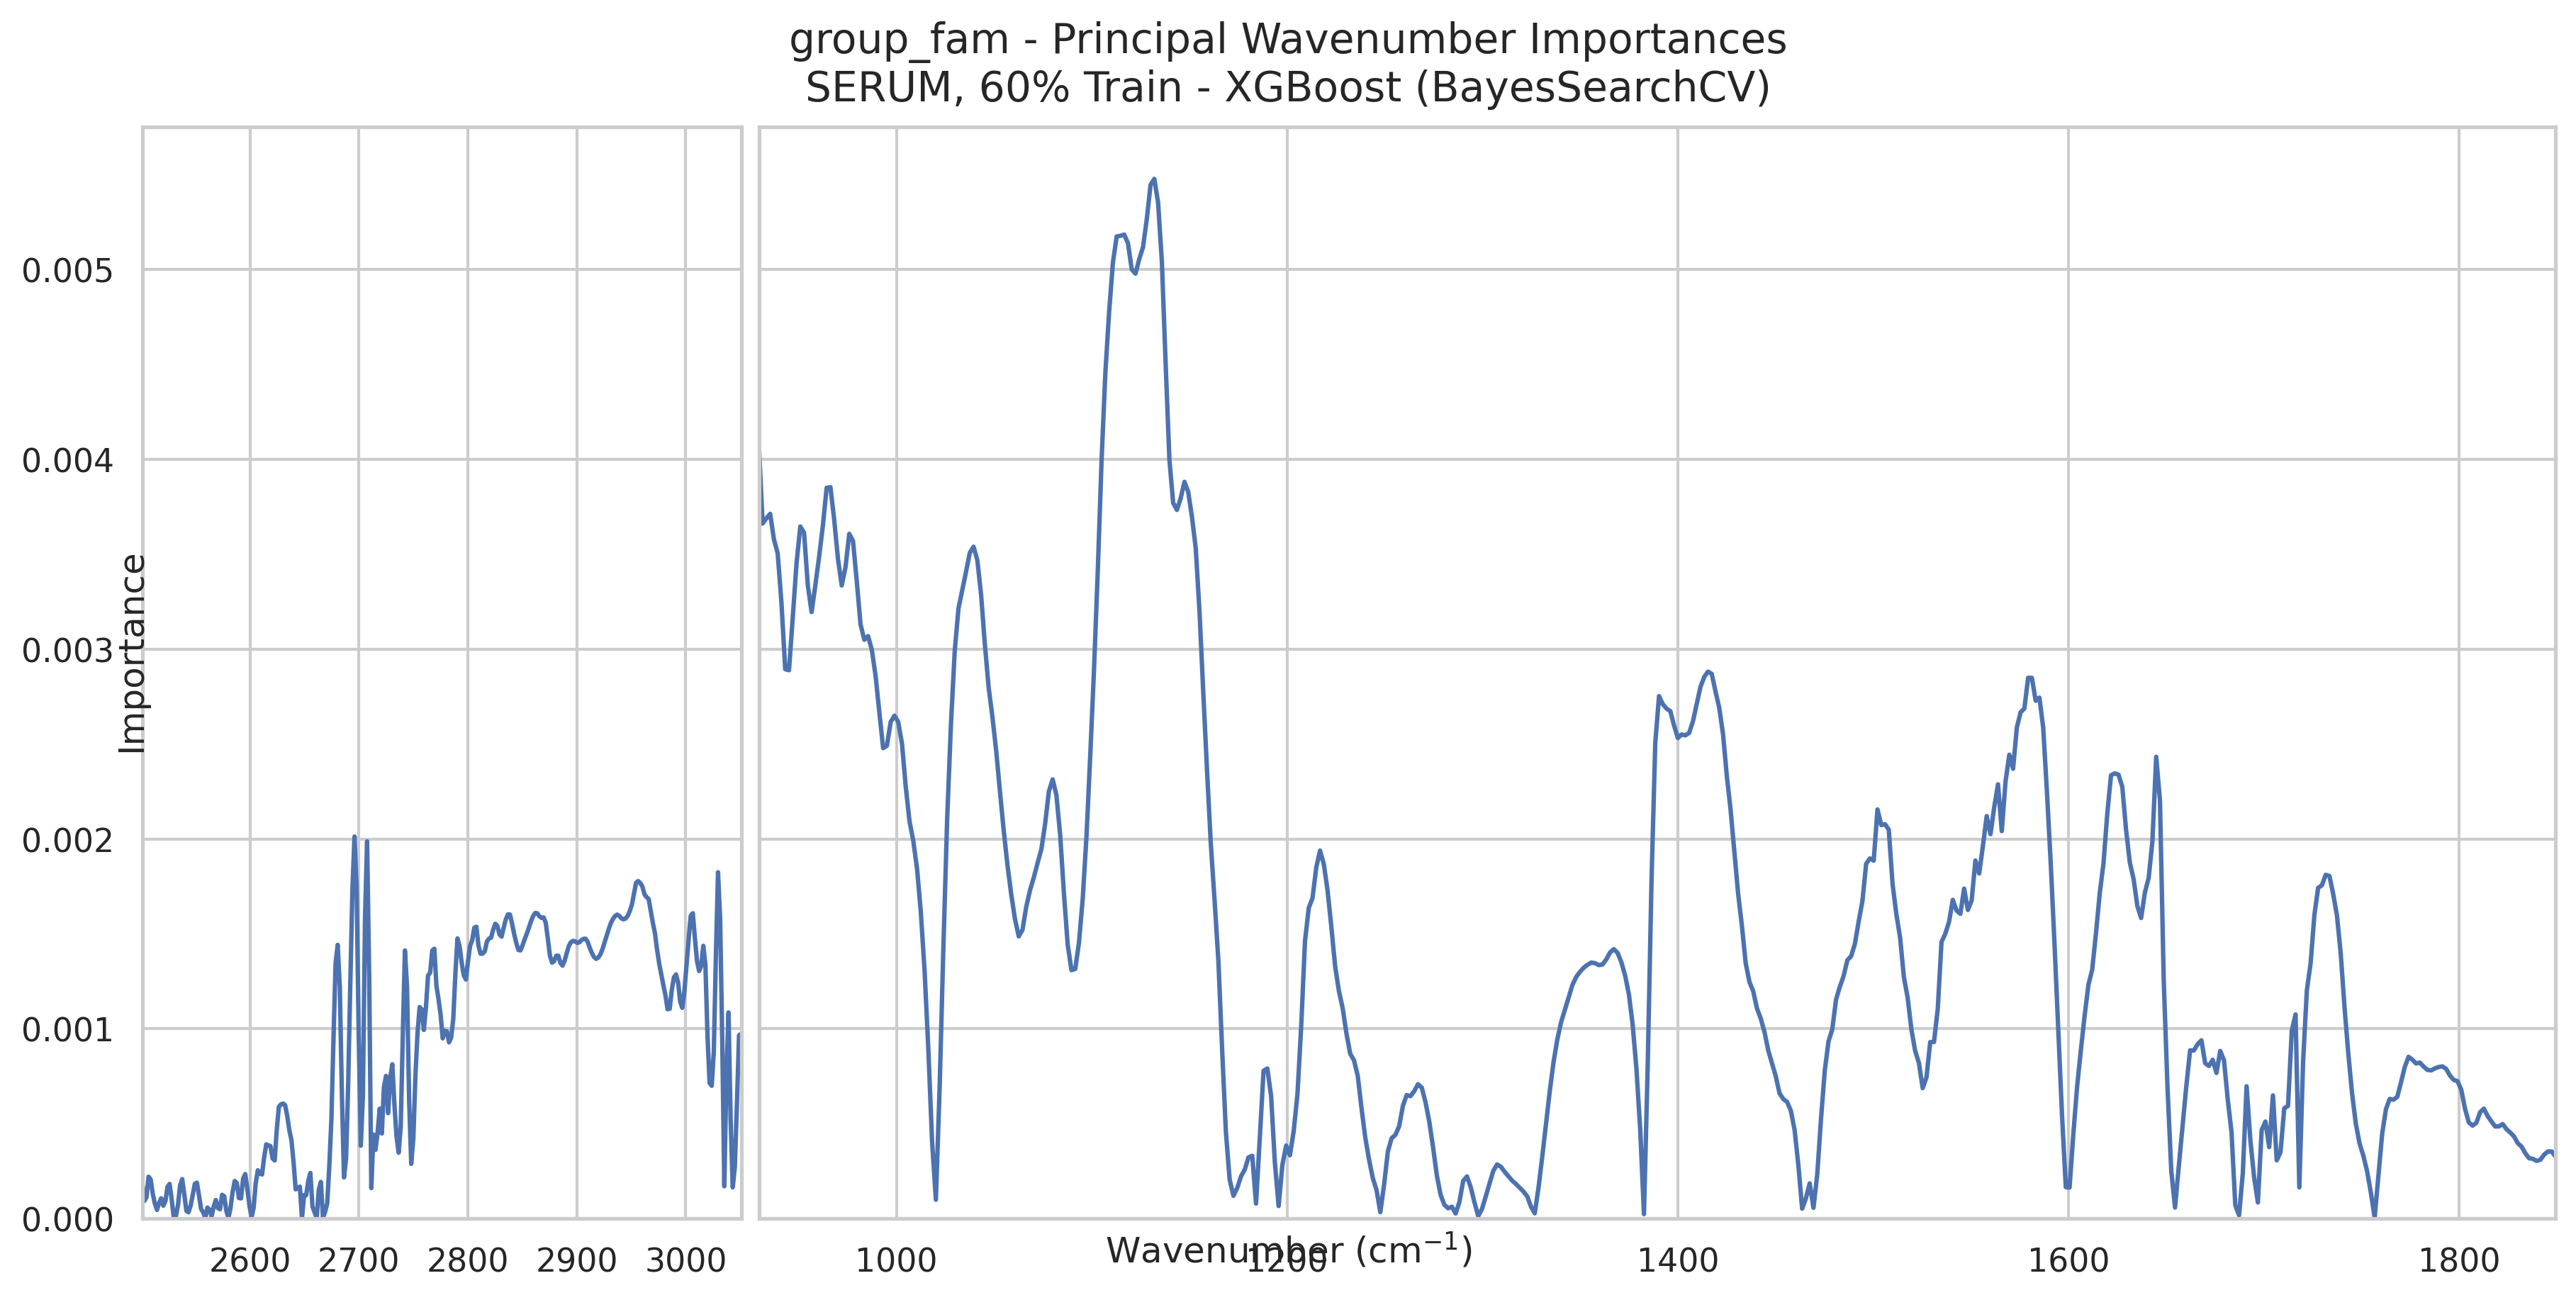 group_fam - Principal Wavenumber Importances
SERUM, 60% Train - XGBoost (BayesSearchCV)
Importance
0.005
0.004
0.003
0.002
0.001
0.000
2600 2700 2800 2900 3000 1000 1200 1400 1600 1800
Wavenumber (cm⁻¹)